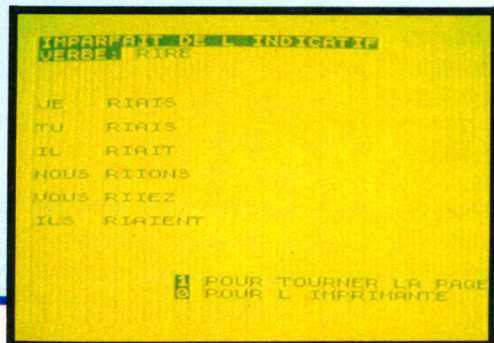 IMPARFAIT DE L INDICATIF
VERBE: RIRE
JE RIAIS
TU RIAIS
IL RIAIT
NOUS RIIONS
VOUS RIIEZ
ILS RIAIENT
1 POUR TOURNER LA PAGE
0 POUR L IMPRIMANTE